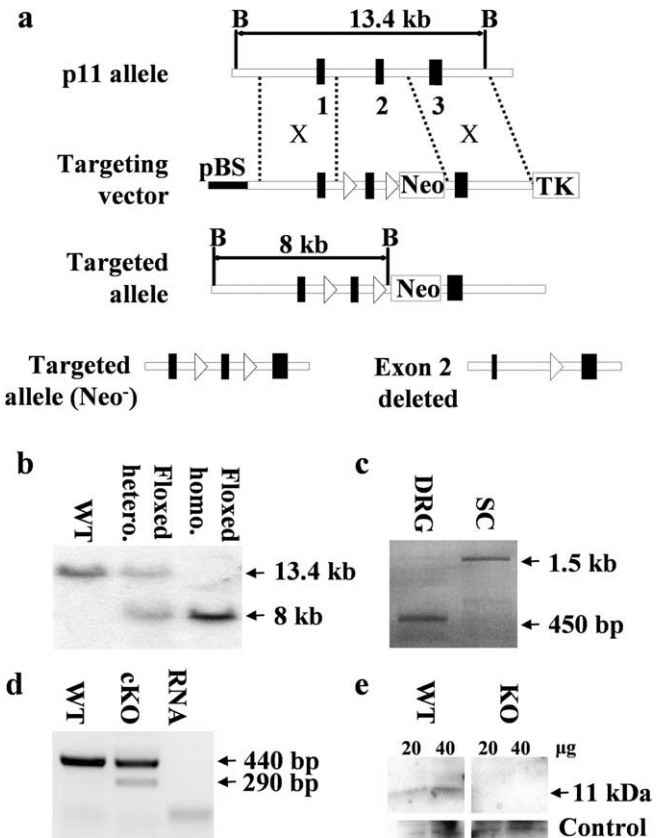 a
B 13.4 kb B
p11 allele
1 2 3
X X
Targeting vector
pBS Neo TK
B 8 kb B
Targeted allele
Neo
Targeted allele (Neo-)
Exon 2 deleted
b
WT
Floxed hetero.
Floxed homo.
13.4 kb
8 kb
c
DRG SC
1.5 kb
450 bp
d
WT cKO RNA
440 bp
290 bp
e
WT KO
20 40 20 40 µg
11 kDa
Control